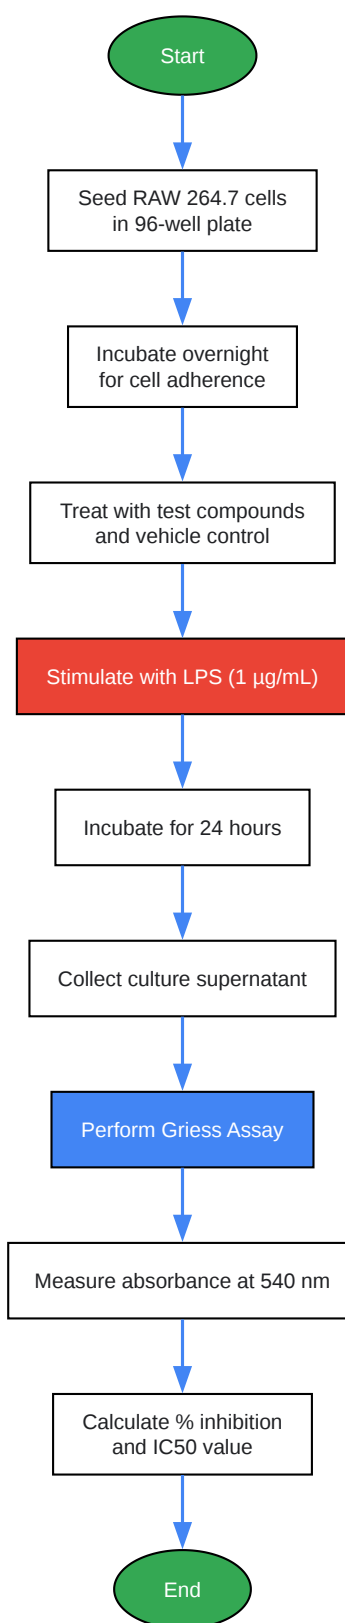 Start
Seed RAW 264.7 cells
in 96-well plate
Incubate overnight
for cell adherence
Treat with test compounds
and vehicle control
Stimulate with LPS (1 µg/mL)
Incubate for 24 hours
Collect culture supernatant
Perform Griess Assay
Measure absorbance at 540 nm
Calculate % inhibition
and IC50 value
End